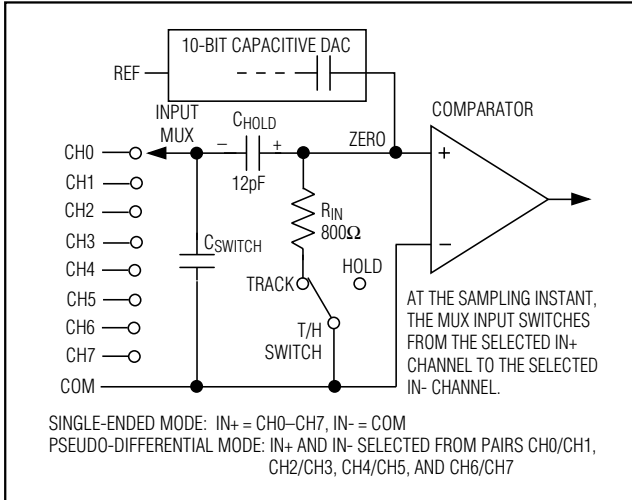 10-BIT CAPACITIVE DAC
REF
INPUT
MUX
CHOLD
ZERO
COMPARATOR
− +
12pF
CH0
CH1
CH2
CH3
CH4
CH5
CH6
CH7
COM
CSWITCH
RIN
800Ω
TRACK
HOLD
T/H
SWITCH
+
−
AT THE SAMPLING INSTANT,
THE MUX INPUT SWITCHES
FROM THE SELECTED IN+
CHANNEL TO THE SELECTED
IN- CHANNEL.
SINGLE-ENDED MODE: IN+ = CH0–CH7, IN- = COM
PSEUDO-DIFFERENTIAL MODE: IN+ AND IN- SELECTED FROM PAIRS CH0/CH1,
CH2/CH3, CH4/CH5, AND CH6/CH7